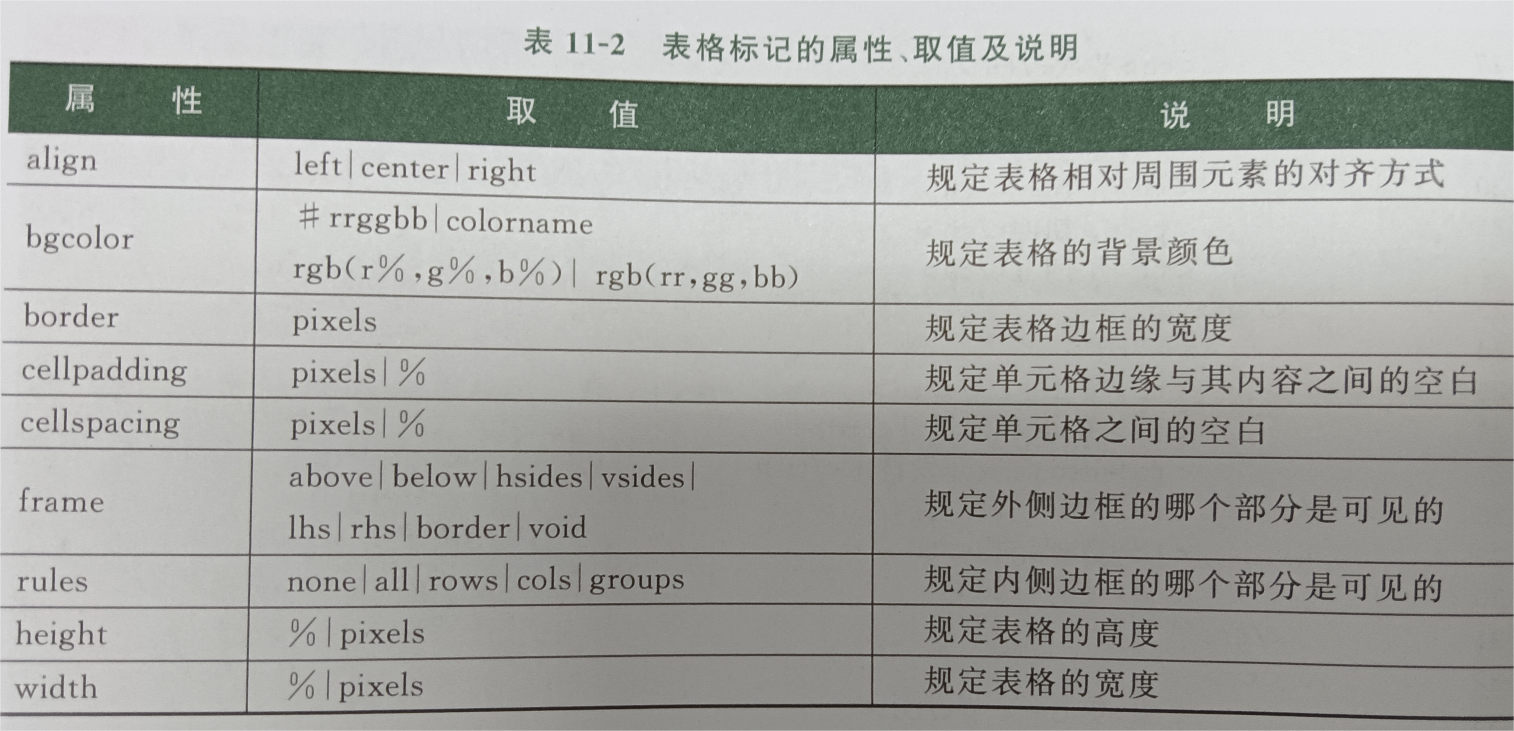 表 11-2 表格标记的属性、取值及说明
属 性 取 值 说 明
align left|center|right 规定表格相对周围元素的对齐方式
bgcolor #rrggbb|colorname
rgb(r%,g%,b%)| rgb(rr,gg,bb) 规定表格的背景颜色
border pixels 规定表格边框的宽度
cellpadding pixels|% 规定单元格边缘与其内容之间的空白
cellspacing pixels|% 规定单元格之间的空白
frame above|below|hsides|vsides|
lhs|rhs|border|void 规定外侧边框的哪个部分是可见的
rules none|all|rows|cols|groups 规定内侧边框的哪个部分是可见的
height %|pixels 规定表格的高度
width %|pixels 规定表格的宽度